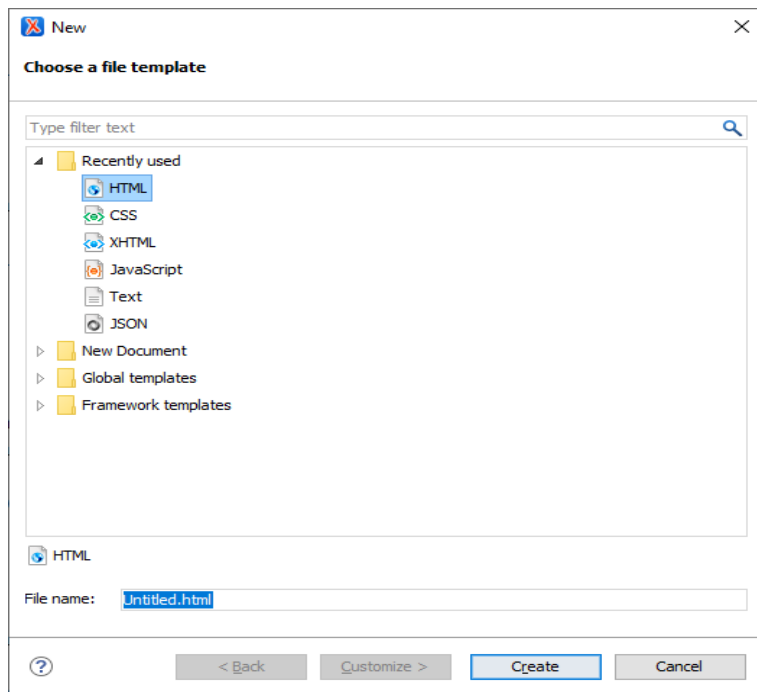 New
Choose a file template
Type filter text
Recently used
HTML
CSS
XHTML
JavaScript
Text
JSON
New Document
Global templates
Framework templates
HTML
File name: Untitled.html
? < Back Customize > Create Cancel